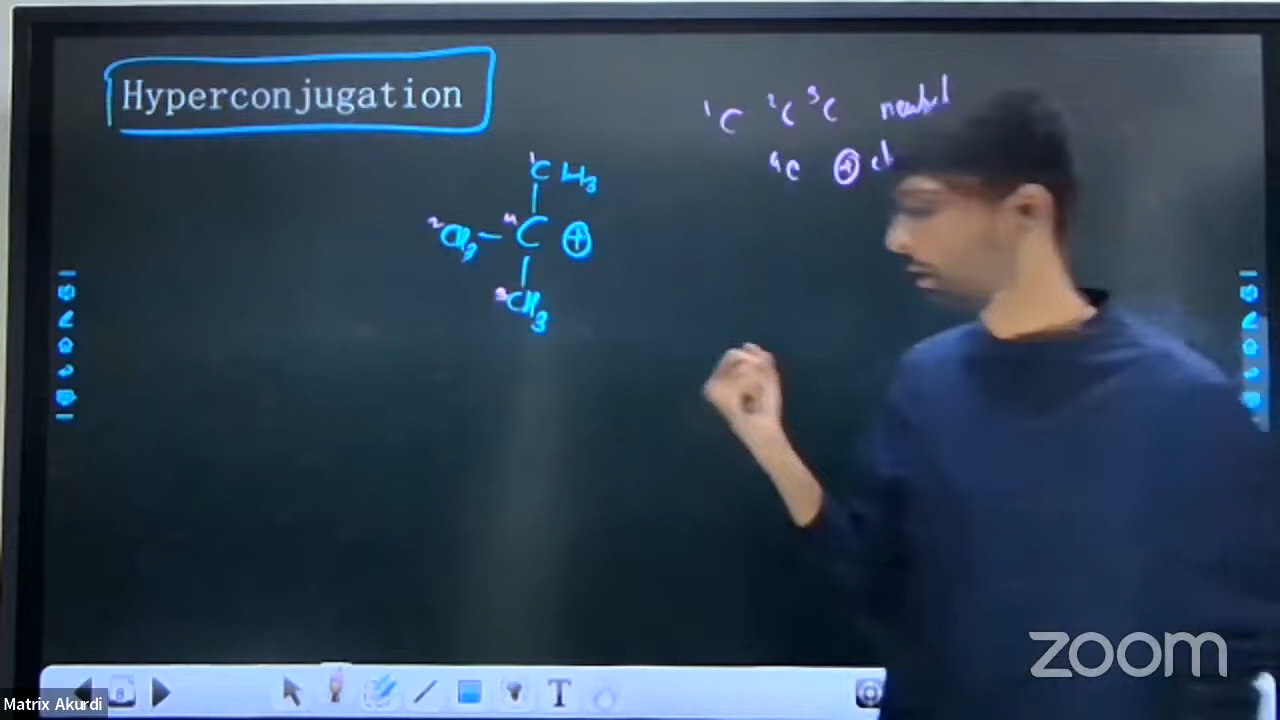 Hyperconjugation
¹C ²C ³C neutral
⁴C ⊕
¹CH₃
²CH₃ – ⁴C ⊕
³CH₃
T
zoom
Matrix Akurdi